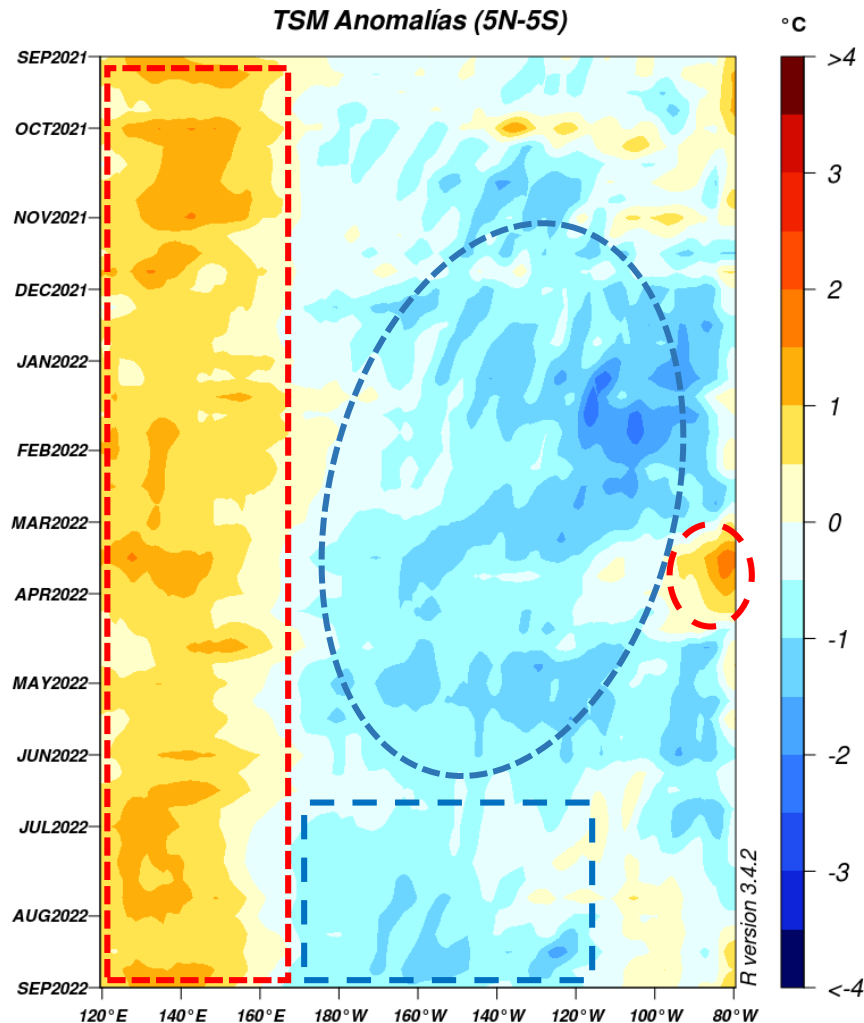 TSM Anomalías (5N-5S)
°C
SEP2021
OCT2021
NOV2021
DEC2021
JAN2022
FEB2022
MAR2022
APR2022
MAY2022
JUN2022
JUL2022
AUG2022
SEP2022
120°E 140°E 160°E 180°W 160°W 140°W 120°W 100°W 80°W
R version 3.4.2
>4
3
2
1
0
-1
-2
-3
<-4